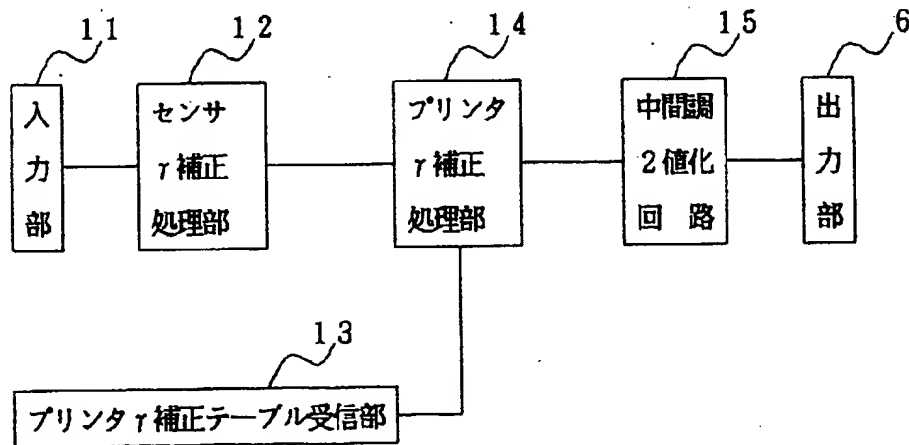 11
入力部
12
センサ
γ補正
処理部
14
プリンタ
γ補正
処理部
15
中間調
2値化
回路
6
出力部
13
プリンタγ補正テーブル受信部